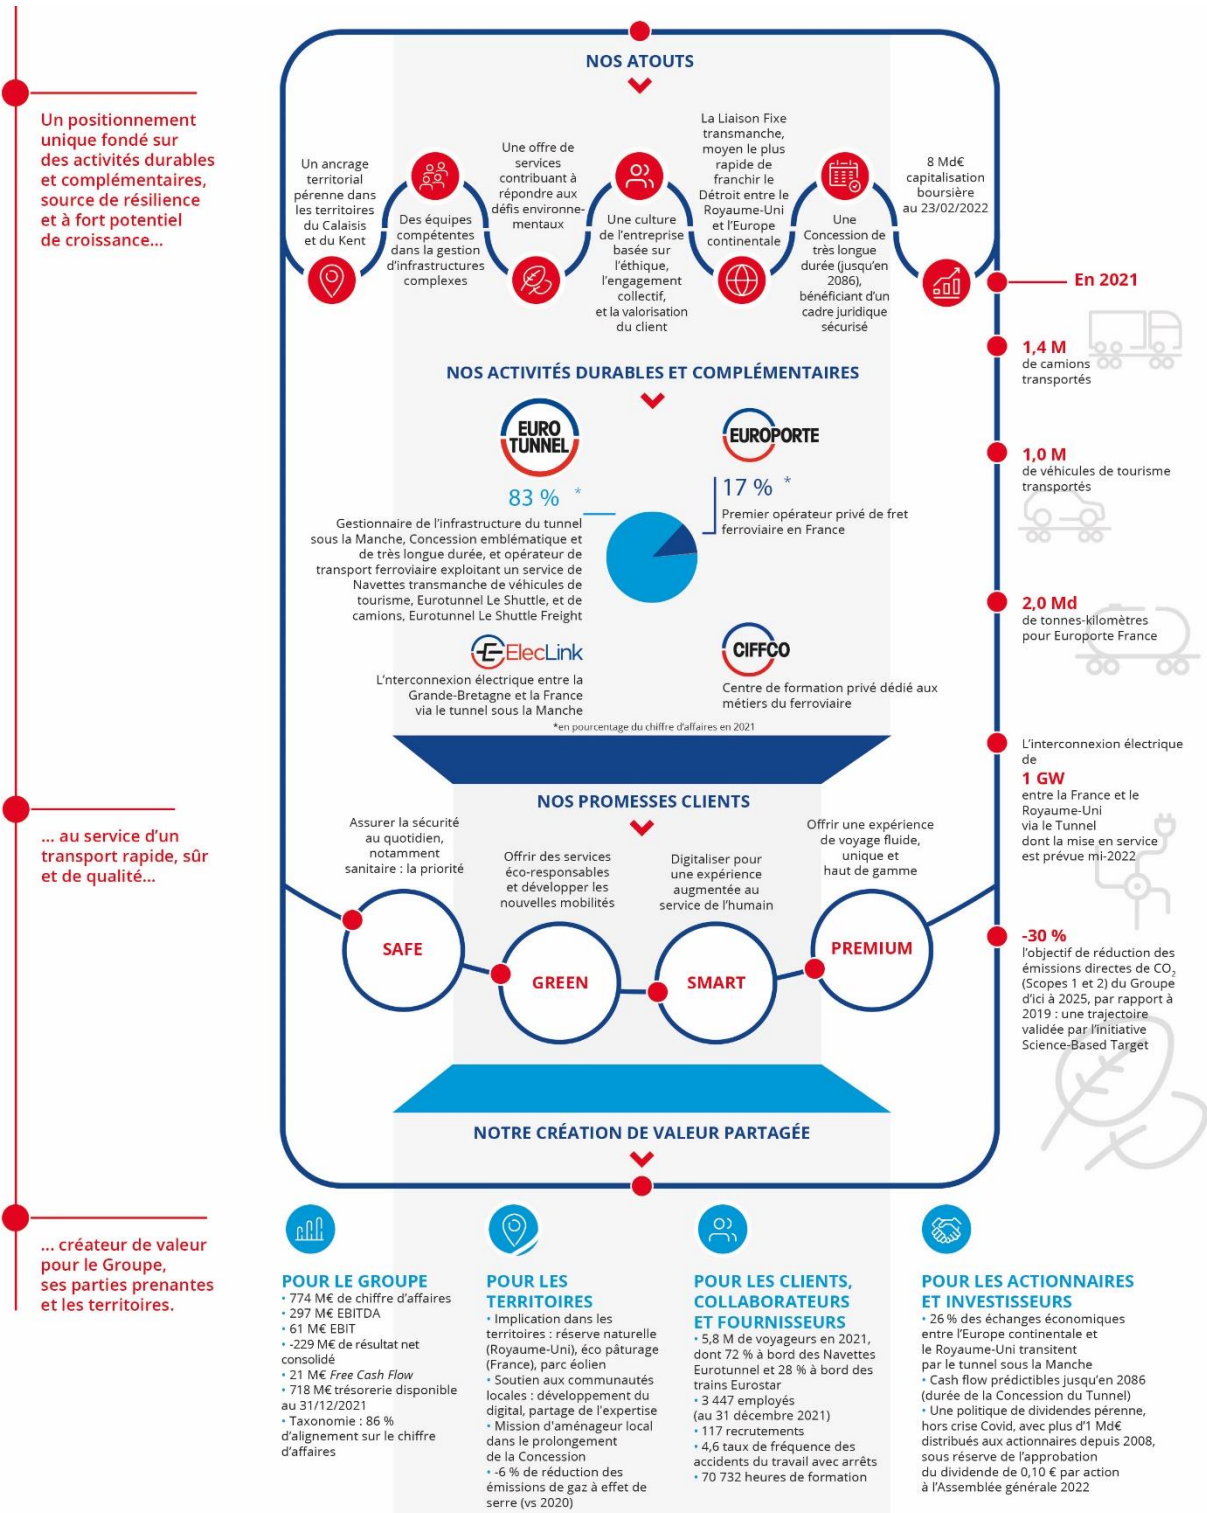 Un positionnement
unique fondé sur
des activités durables
et complémentaires,
source de résilience
et à fort potentiel
de croissance...
NOS ATOUTS
Un ancrage
territorial
pérenne dans
les territoires
du Calaisis
et du Kent
Des équipes
compétentes
dans la gestion
d'infrastructures
complexes
Une offre de
services
contribuant à
répondre aux
défis environne-
mentaux
Une culture
de l'entreprise
basée sur
l'éthique,
l'engagement
collectif,
et la valorisation
du client
La Liaison Fixe
transmanche,
moyen le plus
rapide de
franchir le
Détroit entre le
Royaume-Uni
et l'Europe
continentale
Une
Concession de
très longue
durée (jusqu'en
2086),
bénéficiant d'un
cadre juridique
sécurisé
8 Md€
capitalisation
boursière
au 23/02/2022
En 2021
1,4 M
de camions
transportés
1,0 M
de véhicules de tourisme
transportés
2,0 Md
de tonnes-kilomètres
pour Europorte France
L'interconnexion électrique
de
1 GW
entre la France et le
Royaume-Uni
via le Tunnel
dont la mise en service
est prévue mi-2022
-30 %
l'objectif de réduction des
émissions directes de CO2
(Scopes 1 et 2) du Groupe
d'ici à 2025, par rapport à
2019 : une trajectoire
validée par l'initiative
Science-Based Target
NOS ACTIVITÉS DURABLES ET COMPLÉMENTAIRES
EURO
TUNNEL
83 % *
Gestionnaire de l'infrastructure du tunnel
sous la Manche, Concession emblématique et
de très longue durée, et opérateur de
transport ferroviaire exploitant un service de
Navettes transmanche de véhicules de
tourisme, Eurotunnel Le Shuttle, et de
camions, Eurotunnel Le Shuttle Freight
EUROPORTE
17 % *
Premier opérateur privé de fret
ferroviaire en France
ElecLink
L'nterconnexion électrique entre la
Grande-Bretagne et la France
via le tunnel sous la Manche
CIFFCO
Centre de formation privé dédié aux
métiers du ferroviaire
*en pourcentage du chiffre d'affaires en 2021
... au service d'un
transport rapide, sûr
et de qualité...
NOS PROMESSES CLIENTS
Assurer la sécurité
au quotidien,
notamment
sanitaire : la priorité
SAFE
Offrir des services
éco-responsables
et développer les
nouvelles mobilités
GREEN
Digitaliser pour
une expérience
augmentée au
service de l'humain
SMART
Offrir une expérience
de voyage fluide,
unique et
haut de gamme
PREMIUM
NOTRE CRÉATION DE VALEUR PARTAGÉE
... créateur de valeur
pour le Groupe,
ses parties prenantes
et les territoires.
POUR LE GROUPE
• 774 M€ de chiffre d'affaires
• 297 M€ EBITDA
• 61 M€ EBIT
• -229 M€ de résultat net
consolidé
• 21 M€ Free Cash Flow
• 718 M€ trésorerie disponible
au 31/12/2021
• Taxonomie : 86 %
d'alignement sur le chiffre
d'affaires
POUR LES
TERRITOIRES
• Implication dans les
territoires : réserve naturelle
(Royaume-Uni), éco pâturage
(France), parc éolien
• Soutien aux communautés
locales : développement du
digital, partage de l'expertise
• Mission d'aménageur local
dans le prolongement
de la Concession
• -6 % de réduction des
émissions de gaz à effet de
serre (vs 2020)
POUR LES CLIENTS,
COLLABORATEURS
ET FOURNISSEURS
• 5,8 M de voyageurs en 2021,
dont 72 % à bord des Navettes
Eurotunnel et 28 % à bord des
trains Eurostar
• 3 447 employés
(au 31 décembre 2021)
• 117 recrutements
• 4,6 taux de fréquence des
accidents du travail avec arrêts
• 70 732 heures de formation
POUR LES ACTIONNAIRES
ET INVESTISSEURS
• 26 % des échanges économiques
entre l'Europe continentale et
le Royaume-Uni transitent
par le tunnel sous la Manche
• Cash flow prédictibles jusqu'en 2086
(durée de la Concession du Tunnel)
• Une politique de dividendes pérenne,
hors crise Covid, avec plus d'1 Md€
distribués aux actionnaires depuis 2008,
sous réserve de l'approbation
du dividende de 0,10 € par action
à l'Assemblée générale 2022